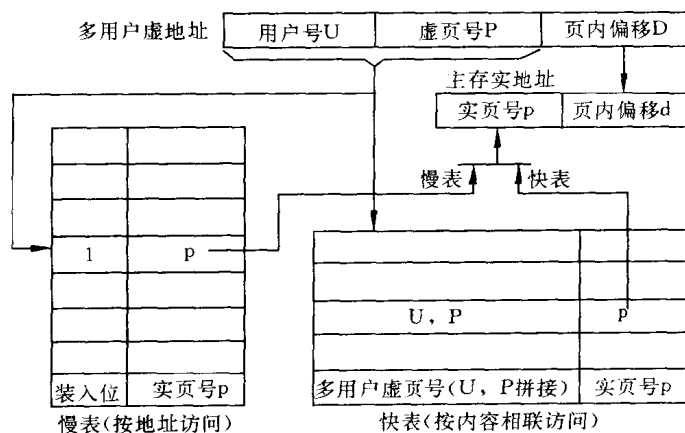 多用户虚地址 用户号U 虚页号P 页内偏移D
主存实地址
实页号p 页内偏移d
慢表 快表
1 p
U，P p
装入位 实页号p 多用户虚页号(U，P拼接) 实页号p
慢表(按地址访问) 快表(按内容相联访问)